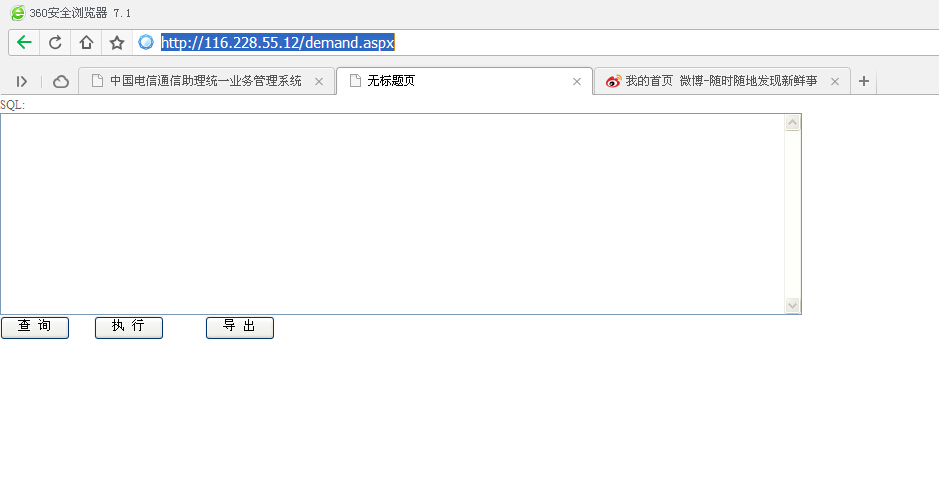 360安全浏览器 7.1
http://116.228.55.12/demand.aspx
中国电信通信助理统一业务管理系统
无标题页
我的首页 微博-随时随地发现新鲜事
SQL:
查 询
执 行
导 出